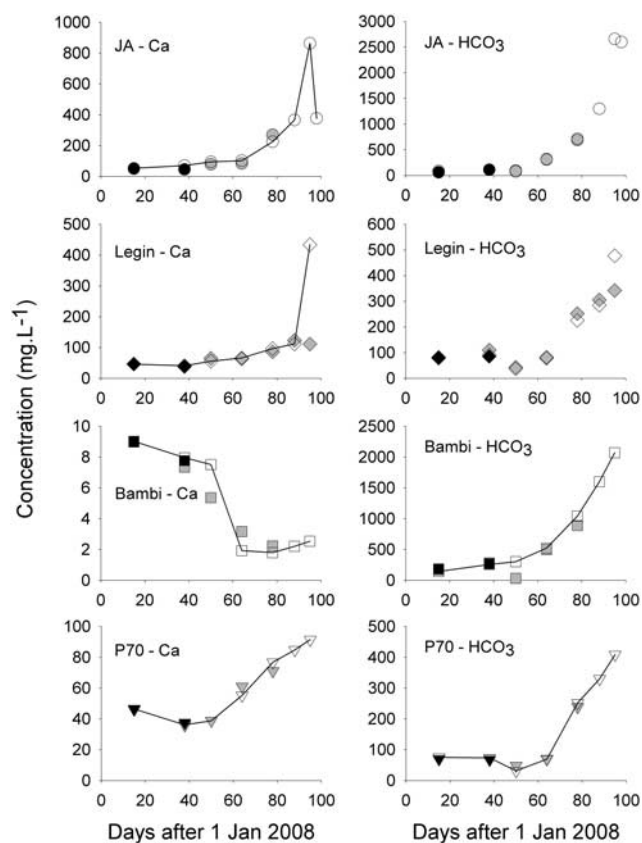 Concentration (mg.L-1)
JA - Ca
1000
800
600
400
200
0
0 20 40 60 80 100
JA - HCO3
3000
2500
2000
1500
1000
500
0
0 20 40 60 80 100
Legin - Ca
500
400
300
200
100
0
0 20 40 60 80 100
Legin - HCO3
600
500
400
300
200
100
0
0 20 40 60 80 100
Bambi - Ca
10
8
6
4
2
0
0 20 40 60 80 100
Bambi - HCO3
2500
2000
1500
1000
500
0
0 20 40 60 80 100
P70 - Ca
100
80
60
40
20
0
0 20 40 60 80 100
Days after 1 Jan 2008
P70 - HCO3
500
400
300
200
100
0
0 20 40 60 80 100
Days after 1 Jan 2008